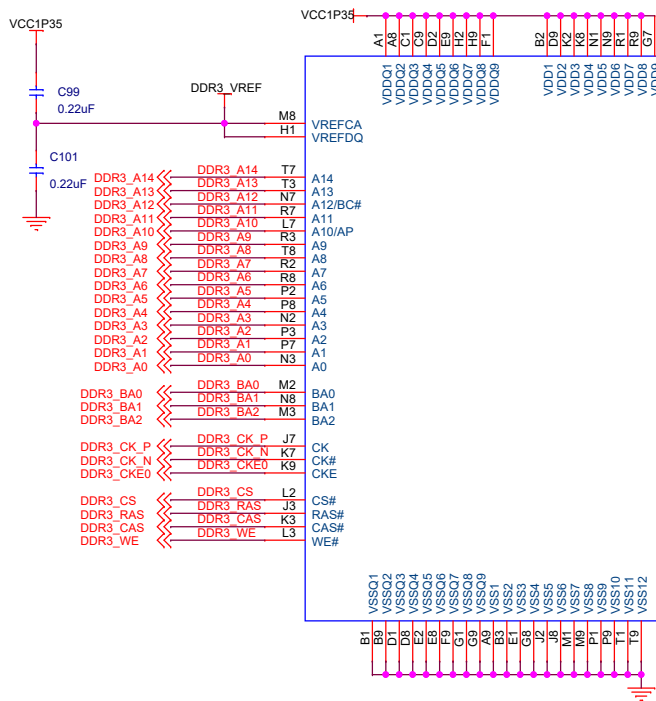 VCC1P35
VCC1P35
A1 A8 C1 C9 D2 E9 H2 H9 F1 B2 D9 K2 K8 N1 N9 R1 R9 G7
VDDQ1 VDDQ2 VDDQ3 VDDQ4 VDDQ5 VDDQ6 VDDQ7 VDDQ8 VDDQ9 VDD1 VDD2 VDD3 VDD4 VDD5 VDD6 VDD7 VDD8 VDD9
C99
0.22uF
DDR3_VREF
M8 VREFCA
H1 VREFDQ
C101
0.22uF
DDR3_A14 DDR3_A14 T7 A14
DDR3_A13 DDR3_A13 T3 A13
DDR3_A12 DDR3_A12 N7 A12/BC#
DDR3_A11 DDR3_A11 R7 A11
DDR3_A10 DDR3_A10 L7 A10/AP
DDR3_A9 DDR3_A9 R3 A9
DDR3_A8 DDR3_A8 T8 A8
DDR3_A7 DDR3_A7 R2 A7
DDR3_A6 DDR3_A6 R8 A6
DDR3_A5 DDR3_A5 P2 A5
DDR3_A4 DDR3_A4 P8 A4
DDR3_A3 DDR3_A3 N2 A3
DDR3_A2 DDR3_A2 P3 A2
DDR3_A1 DDR3_A1 P7 A1
DDR3_A0 DDR3_A0 N3 A0
DDR3_BA0 DDR3_BA0 M2 BA0
DDR3_BA1 DDR3_BA1 N8 BA1
DDR3_BA2 DDR3_BA2 M3 BA2
DDR3_CK_P DDR3_CK_P J7 CK
DDR3_CK_N DDR3_CK_N K7 CK#
DDR3_CKE0 DDR3_CKE0 K9 CKE
DDR3_CS DDR3_CS L2 CS#
DDR3_RAS DDR3_RAS J3 RAS#
DDR3_CAS DDR3_CAS K3 CAS#
DDR3_WE DDR3_WE L3 WE#
VSSQ1 VSSQ2 VSSQ3 VSSQ4 VSSQ5 VSSQ6 VSSQ7 VSSQ8 VSSQ9 VSS1 VSS2 VSS3 VSS4 VSS5 VSS6 VSS7 VSS8 VSS9 VSS10 VSS11 VSS12
B1 B9 D1 D8 E2 E8 F9 G1 G9 A9 B3 E1 G8 J2 J8 M1 M9 P1 P9 T1 T9